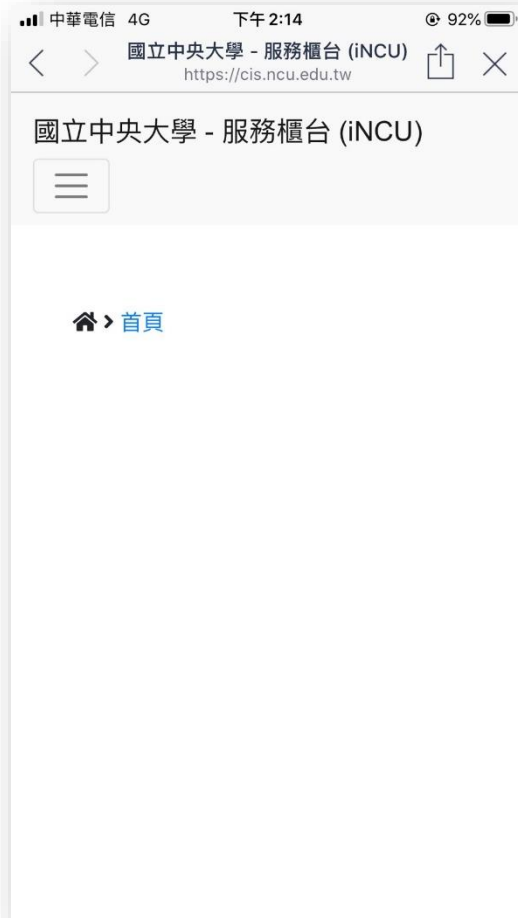 中華電信 4G 下午 2:14 92%
國立中央大學 - 服務櫃台 (iNCU)
https://cis.ncu.edu.tw
國立中央大學 - 服務櫃台 (iNCU)
首頁